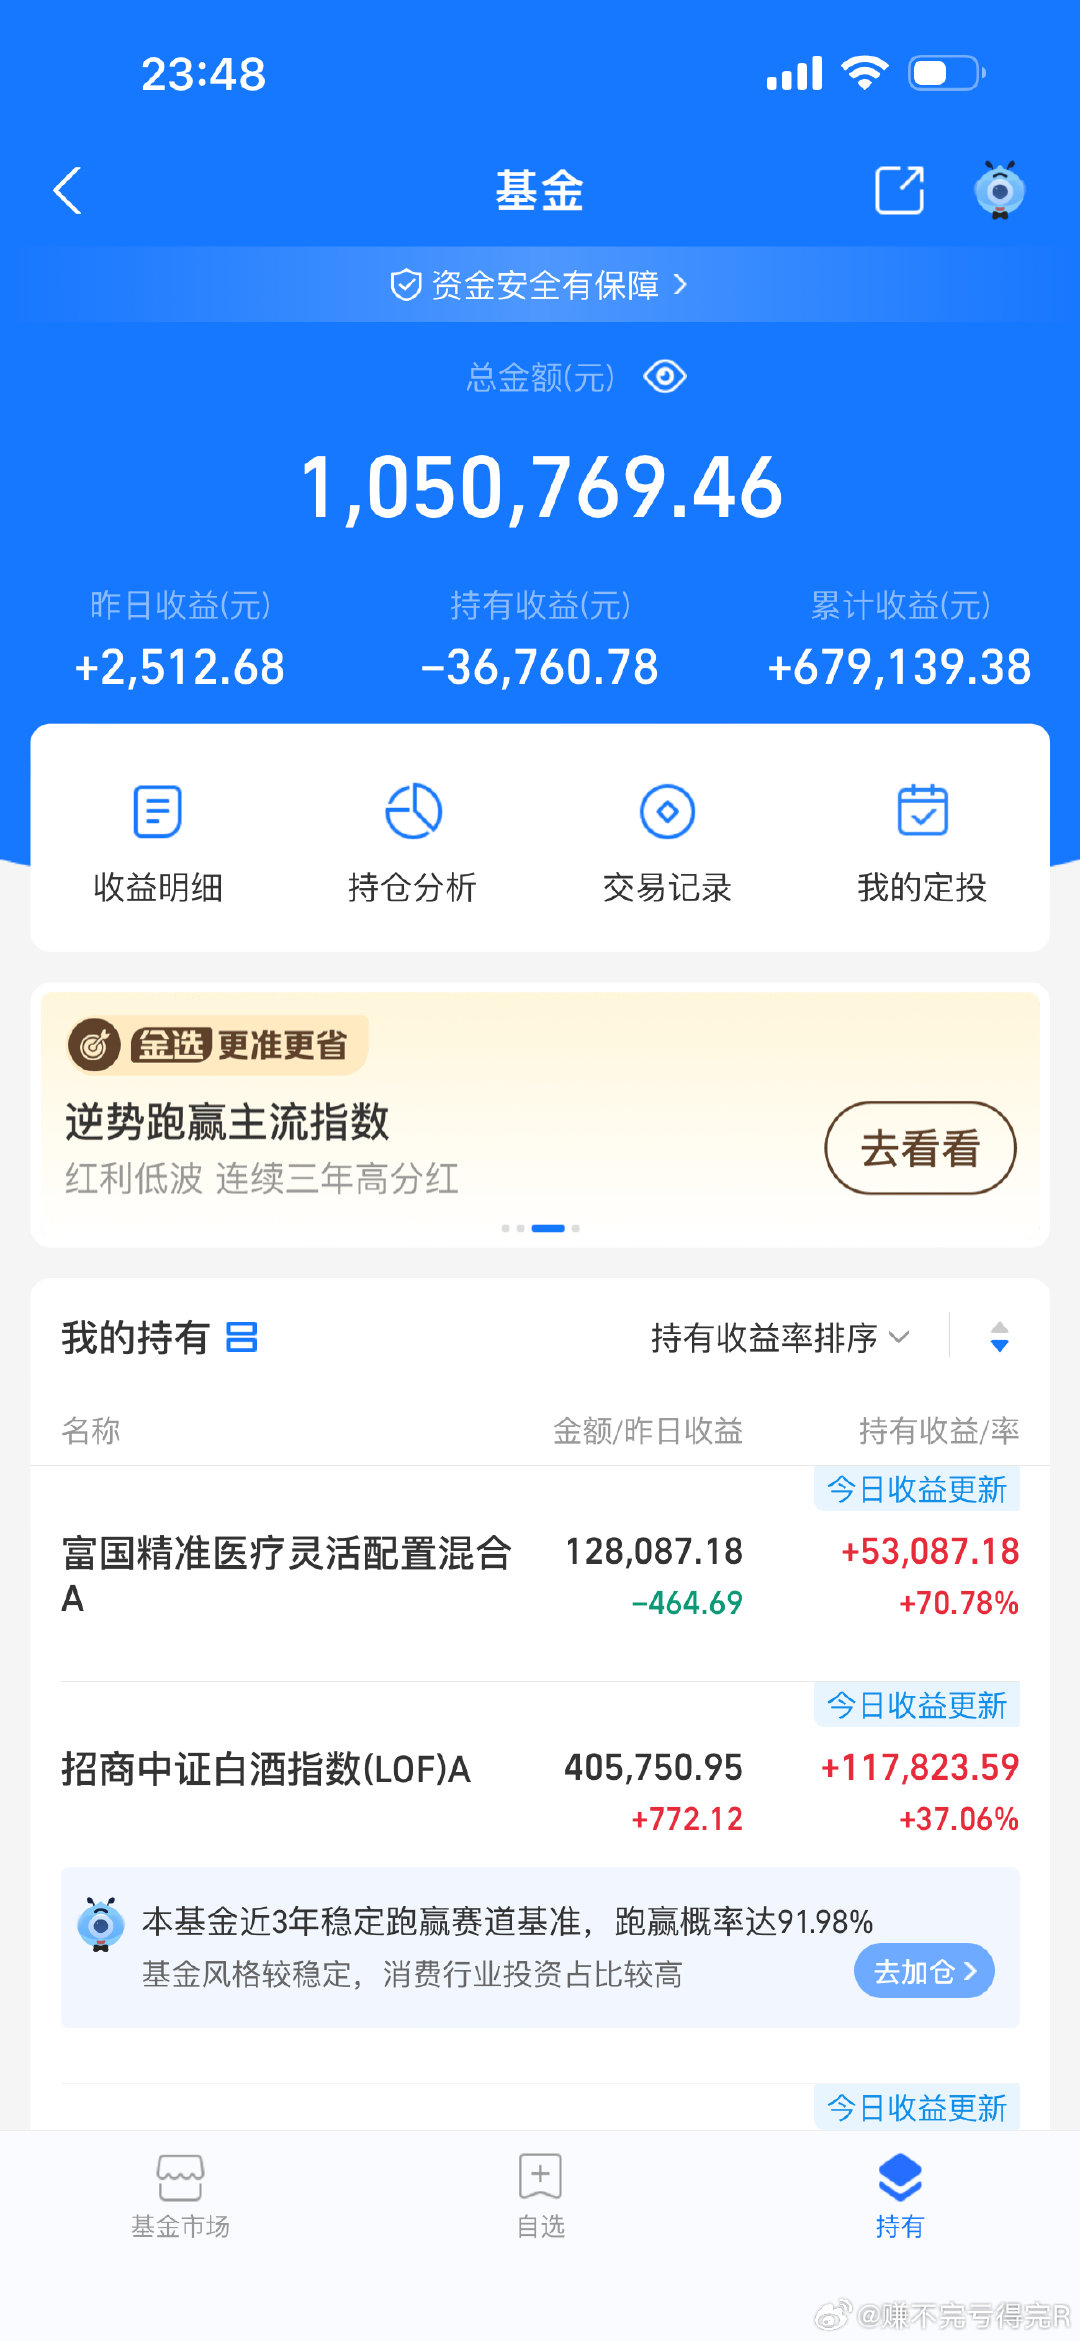 23:48
基金
资金安全有保障
总金额(元)
1,050,769.46
昨日收益(元) 持有收益(元) 累计收益(元)
+2,512.68 −36,760.78 +679,139.38
收益明细 持仓分析 交易记录 我的定投
金选 更准更省
逆势跑赢主流指数
红利低波 连续三年高分红
去看看
我的持有 持有收益率排序
名称 金额/昨日收益 持有收益/率
今日收益更新
富国精准医疗灵活配置混合 128,087.18 +53,087.18
A −464.69 +70.78%
今日收益更新
招商中证白酒指数(LOF)A 405,750.95 +117,823.59
+772.12 +37.06%
本基金近3年稳定跑赢赛道基准，跑赢概率达91.98%
基金风格较稳定，消费行业投资占比较高 去加仓
今日收益更新
基金市场 自选 持有
@赚不完亏得完R